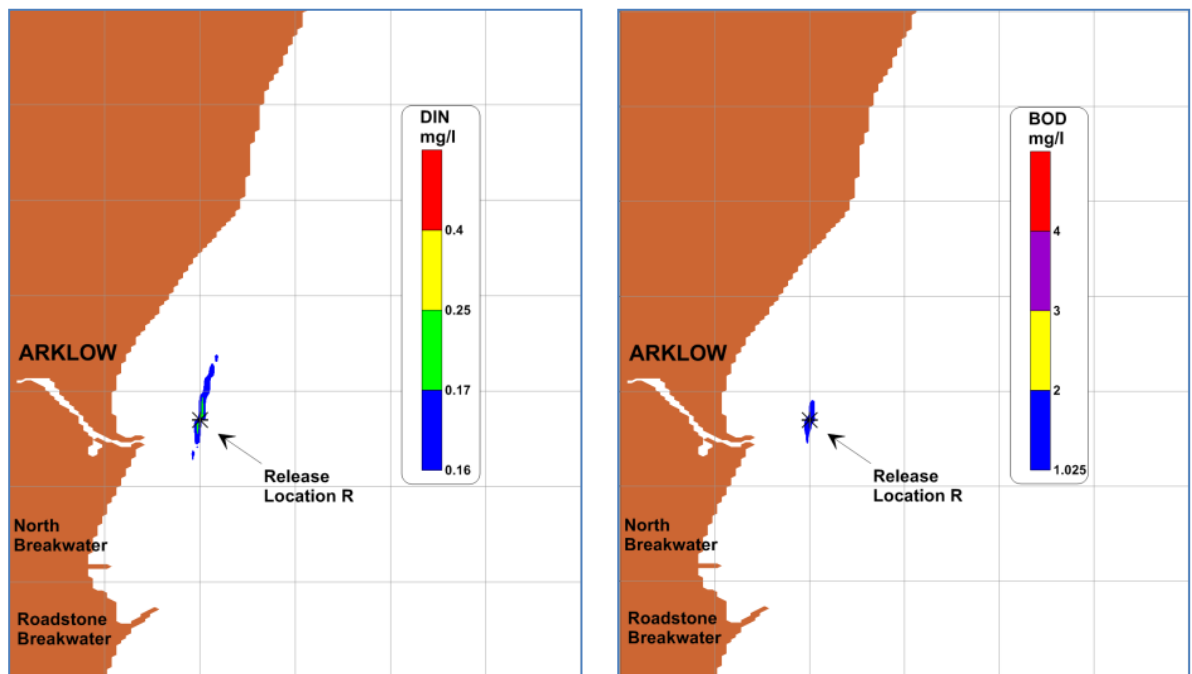 DIN
mg/l
0.4
0.25
0.17
0.16
ARKLOW
Release
Location R
North
Breakwater
Roadstone
Breakwater
BOD
mg/l
4
3
2
1.025
ARKLOW
Release
Location R
North
Breakwater
Roadstone
Breakwater